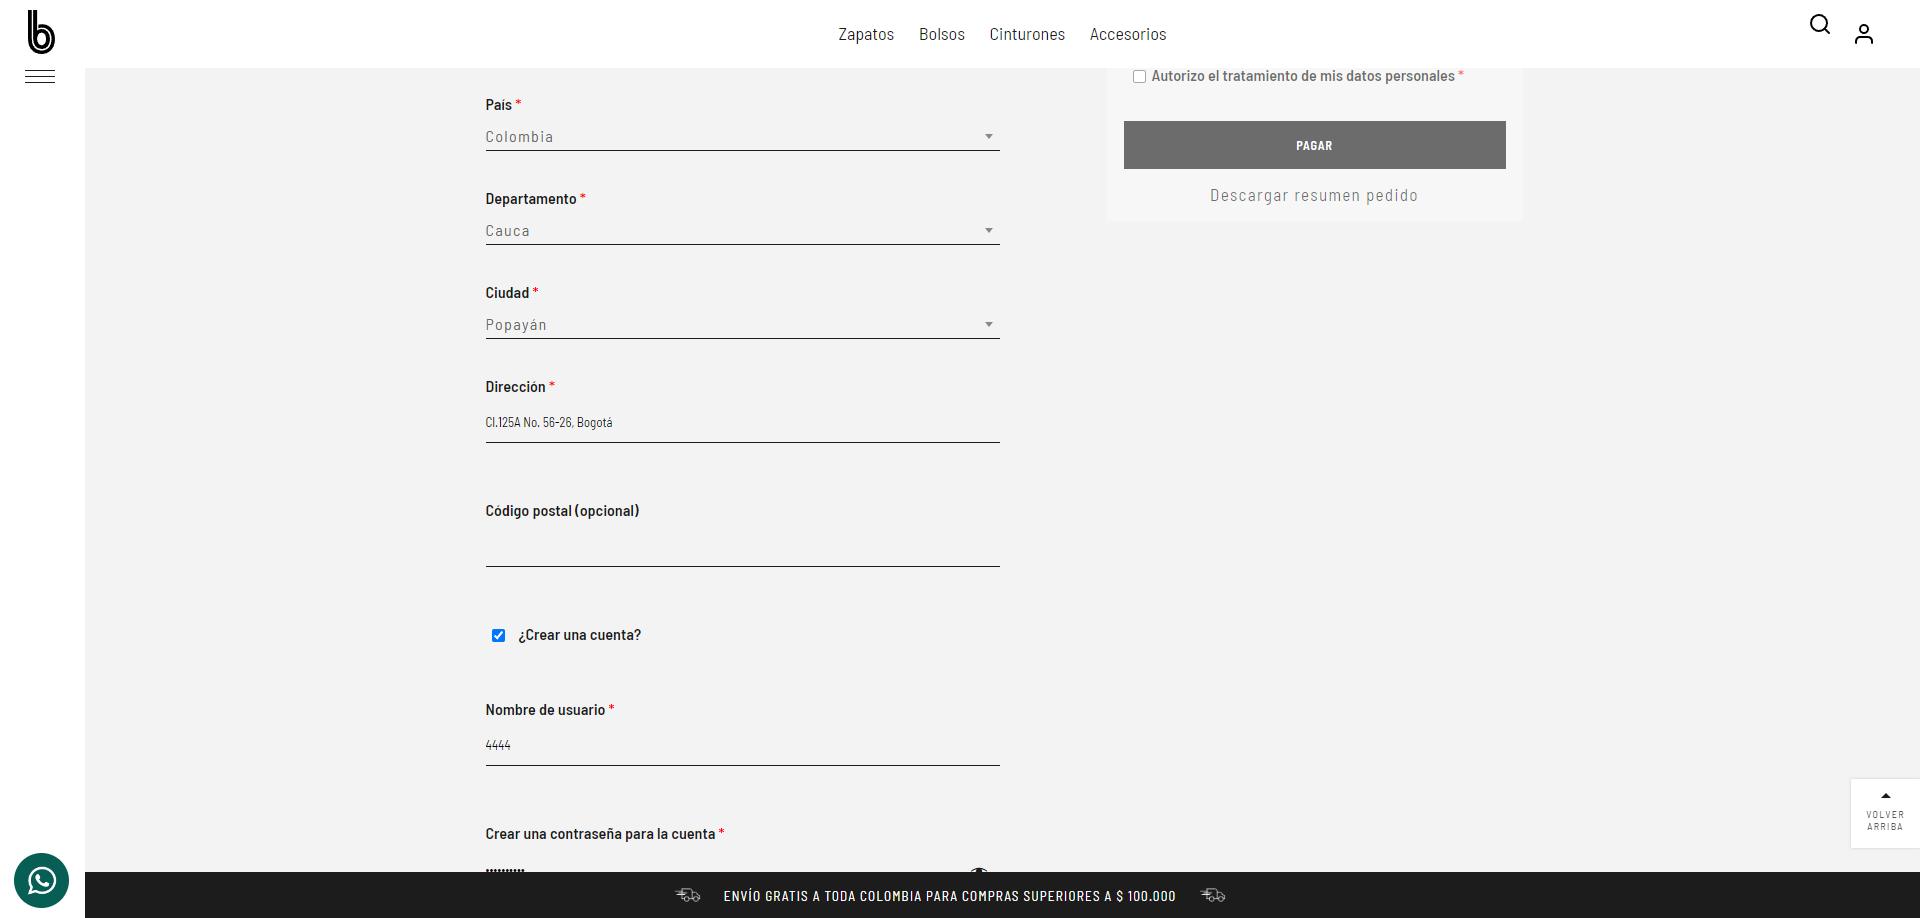 b
Zapatos Bolsos Cinturones Accesorios
País *
Colombia
Departamento *
Cauca
Ciudad *
Popayán
Dirección *
Cl.125A No. 56-26, Bogotá
Código postal (opcional)
¿Crear una cuenta?
Nombre de usuario *
4444
Crear una contraseña para la cuenta *
••••••••••
Autorizo el tratamiento de mis datos personales *
PAGAR
Descargar resumen pedido
VOLVER
ARRIBA
ENVÍO GRATIS A TODA COLOMBIA PARA COMPRAS SUPERIORES A $ 100.000